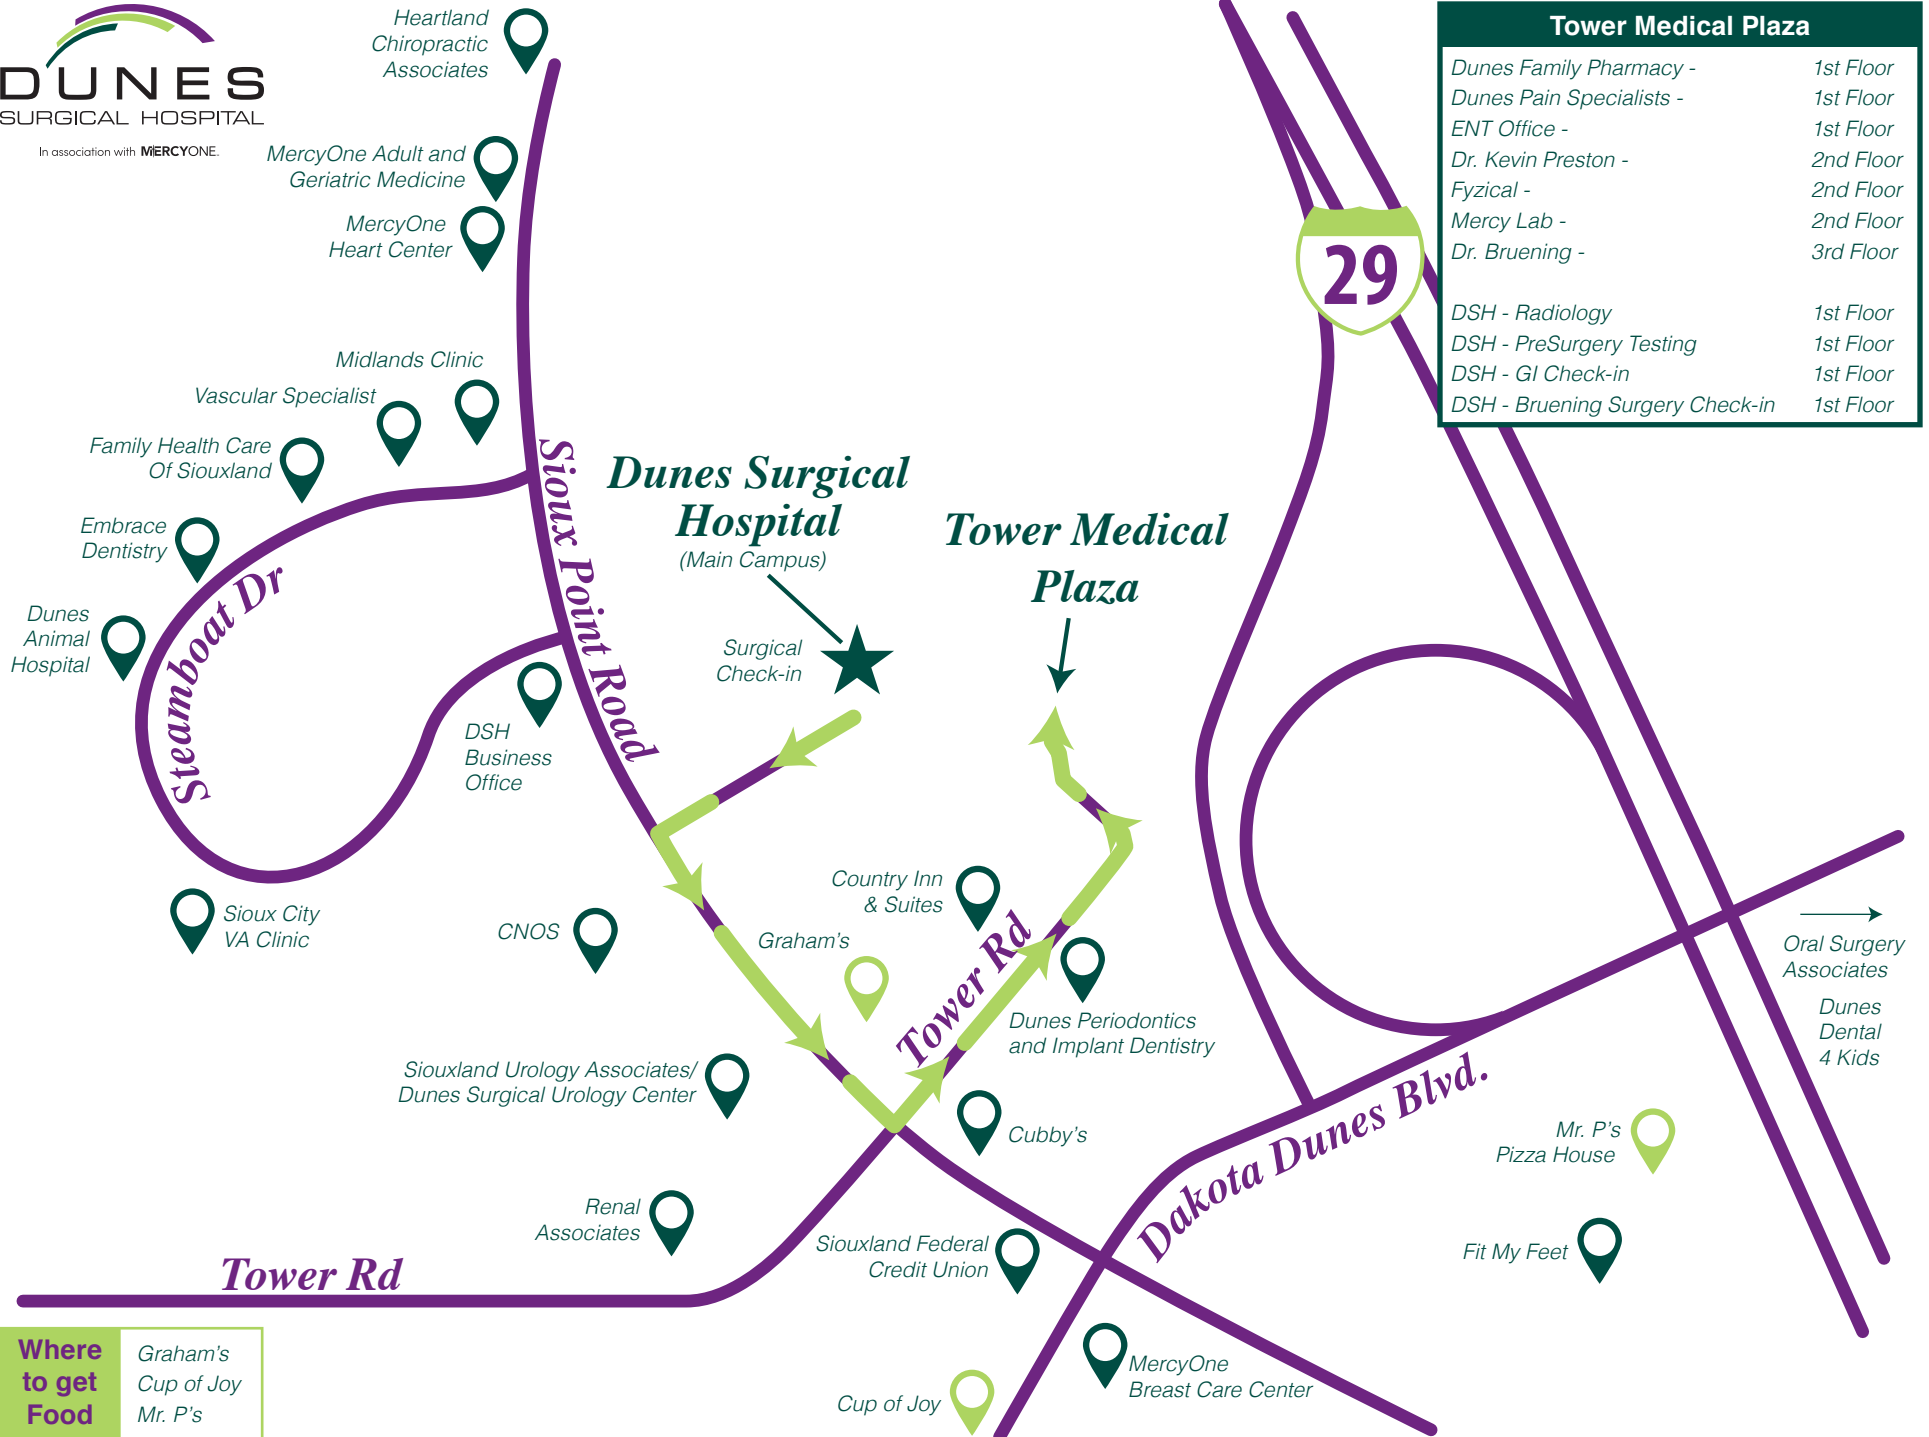 DUNES
SURGICAL HOSPITAL
In association with MERCYONE.
Heartland
Chiropractic
Associates
MercyOne Adult and
Geriatric Medicine
MercyOne
Heart Center
Midlands Clinic
Vascular Specialist
Family Health Care
Of Siouxland
Embrace
Dentistry
Dunes
Animal
Hospital
Steamboat Dr
Sioux Point Road
DSH
Business
Office
Sioux City
VA Clinic
CNOS
Dunes Surgical
Hospital
(Main Campus)
Surgical
Check-in
Tower Medical
Plaza
29
Tower Medical Plaza
Dunes Family Pharmacy - 1st Floor
Dunes Pain Specialists - 1st Floor
ENT Office - 1st Floor
Dr. Kevin Preston - 2nd Floor
Fyzical - 2nd Floor
Mercy Lab - 2nd Floor
Dr. Bruening - 3rd Floor
DSH - Radiology 1st Floor
DSH - PreSurgery Testing 1st Floor
DSH - GI Check-in 1st Floor
DSH - Bruening Surgery Check-in 1st Floor
Country Inn
& Suites
Graham's
Tower Rd
Dunes Periodontics
and Implant Dentistry
Siouxland Urology Associates/
Dunes Surgical Urology Center
Cubby's
Renal
Associates
Tower Rd
Siouxland Federal
Credit Union
Dakota Dunes Blvd.
Oral Surgery
Associates
Dunes
Dental
4 Kids
Mr. P's
Pizza House
Fit My Feet
MercyOne
Breast Care Center
Cup of Joy
Where
to get
Food
Graham's
Cup of Joy
Mr. P's